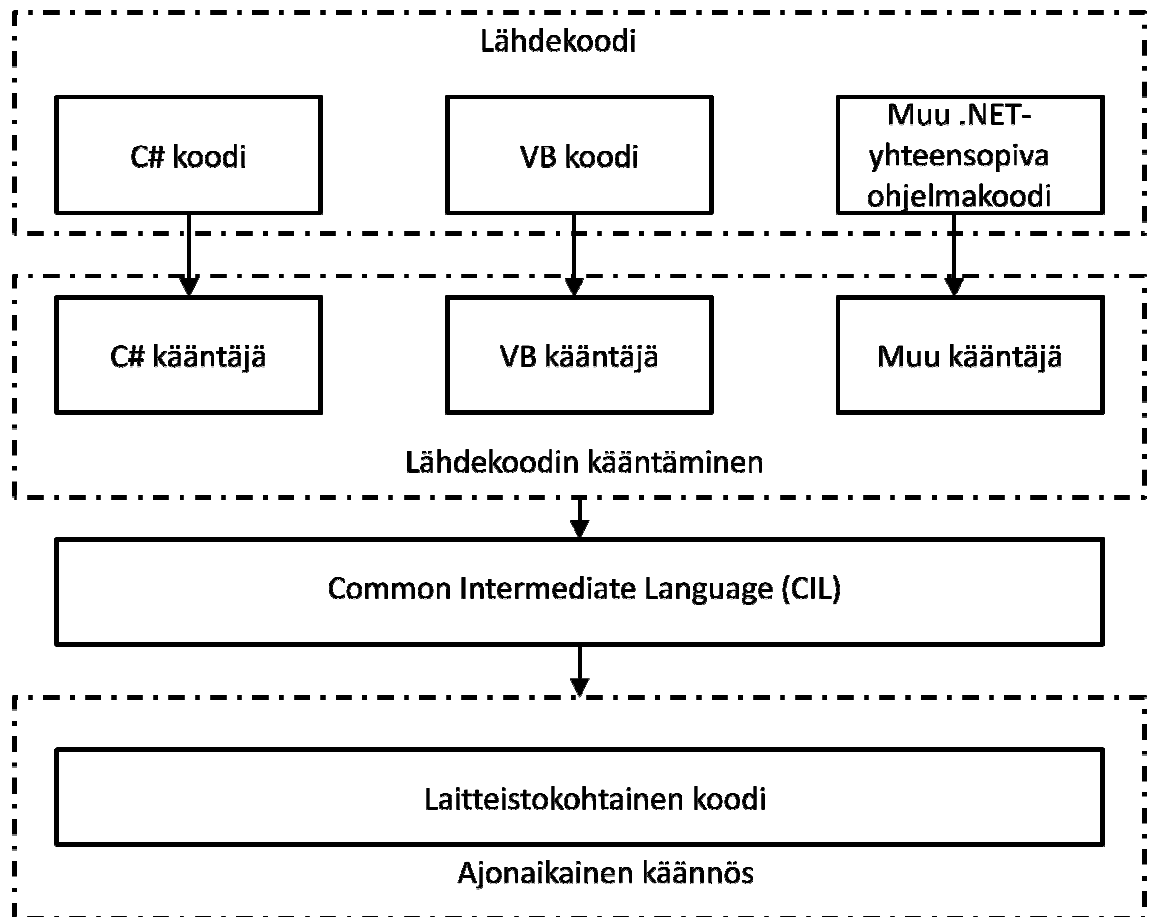 Lähdekoodi
C# koodi
VB koodi
Muu .NET-
yhteensopiva
ohjelmakoodi
C# kääntäjä
VB kääntäjä
Muu kääntäjä
Lähdekoodin kääntäminen
Common Intermediate Language (CIL)
Laitteistokohtainen koodi
Ajonaikainen käännös